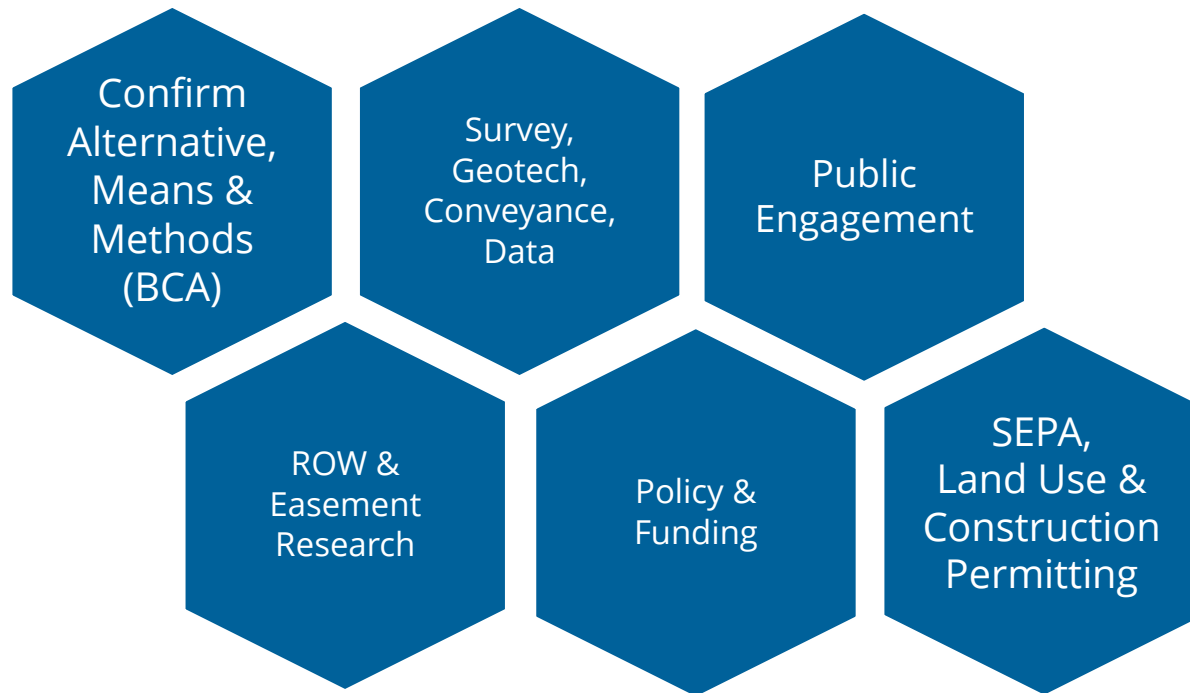 Confirm
Alternative,
Means &
Methods
(BCA)
Survey,
Geotech,
Conveyance,
Data
Public
Engagement
ROW &
Easement
Research
Policy &
Funding
SEPA,
Land Use &
Construction
Permitting